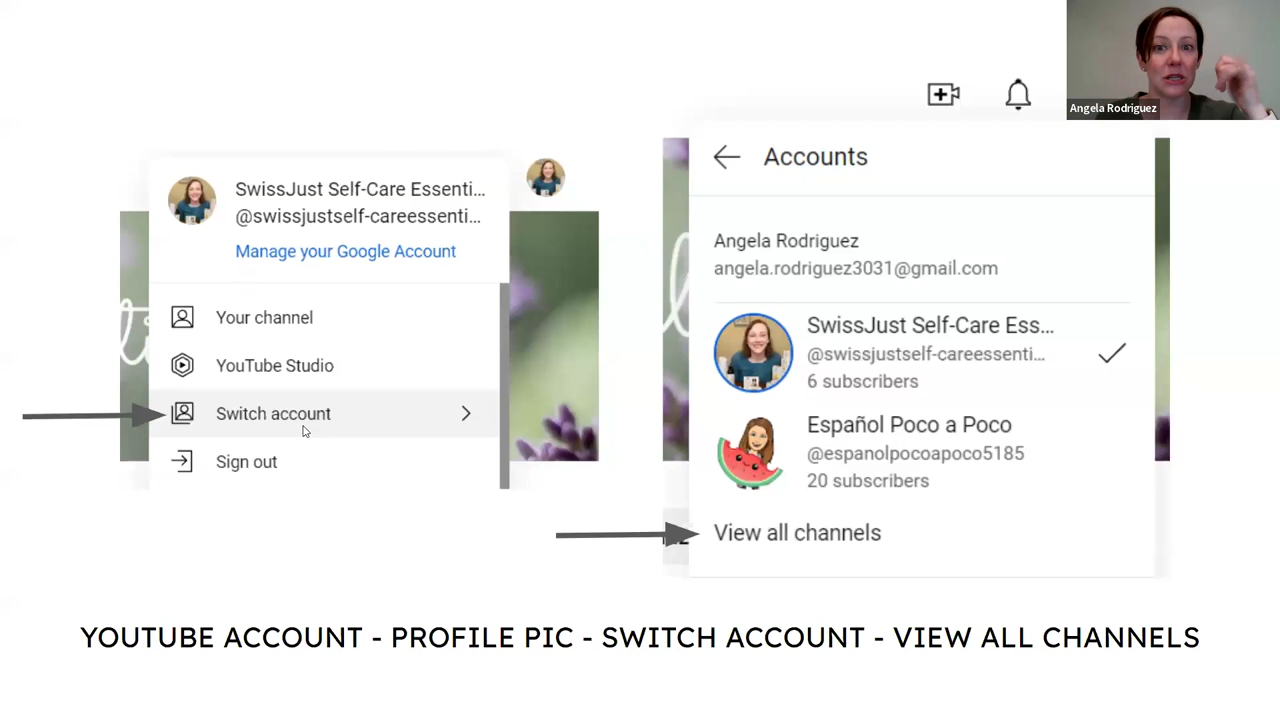 Angela Rodriguez
SwissJust Self-Care Essenti...
@swissjustself-careessenti...
Manage your Google Account
Your channel
YouTube Studio
Switch account
Sign out
Accounts
Angela Rodriguez
angela.rodriguez3031@gmail.com
SwissJust Self-Care Ess...
@swissjustself-careessenti...
6 subscribers
Español Poco a Poco
@espanolpocoapoco5185
20 subscribers
View all channels
YOUTUBE ACCOUNT - PROFILE PIC - SWITCH ACCOUNT - VIEW ALL CHANNELS